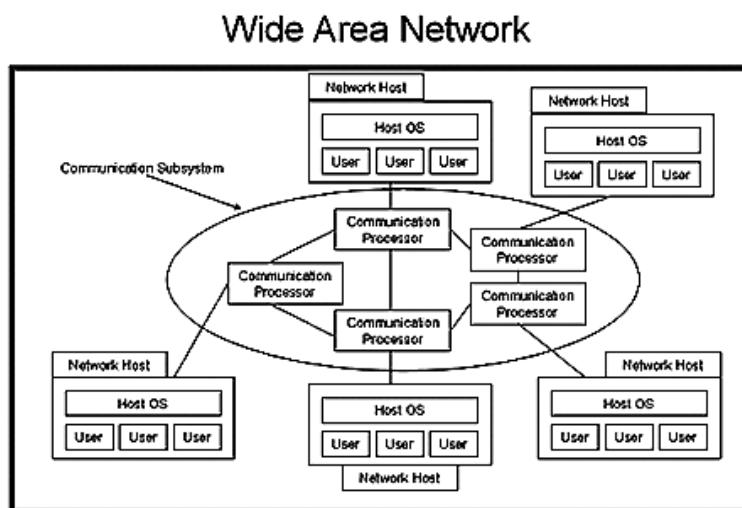 Wide Area Network
Network Host
Host OS
User User User
Network Host
Host OS
User User User
Communication Subsystem
Communication
Processor
Communication
Processor
Communication
Processor
Communication
Processor
Communication
Processor
Network Host
Host OS
User User User
Host OS
User User User
Network Host
Network Host
Host OS
User User User